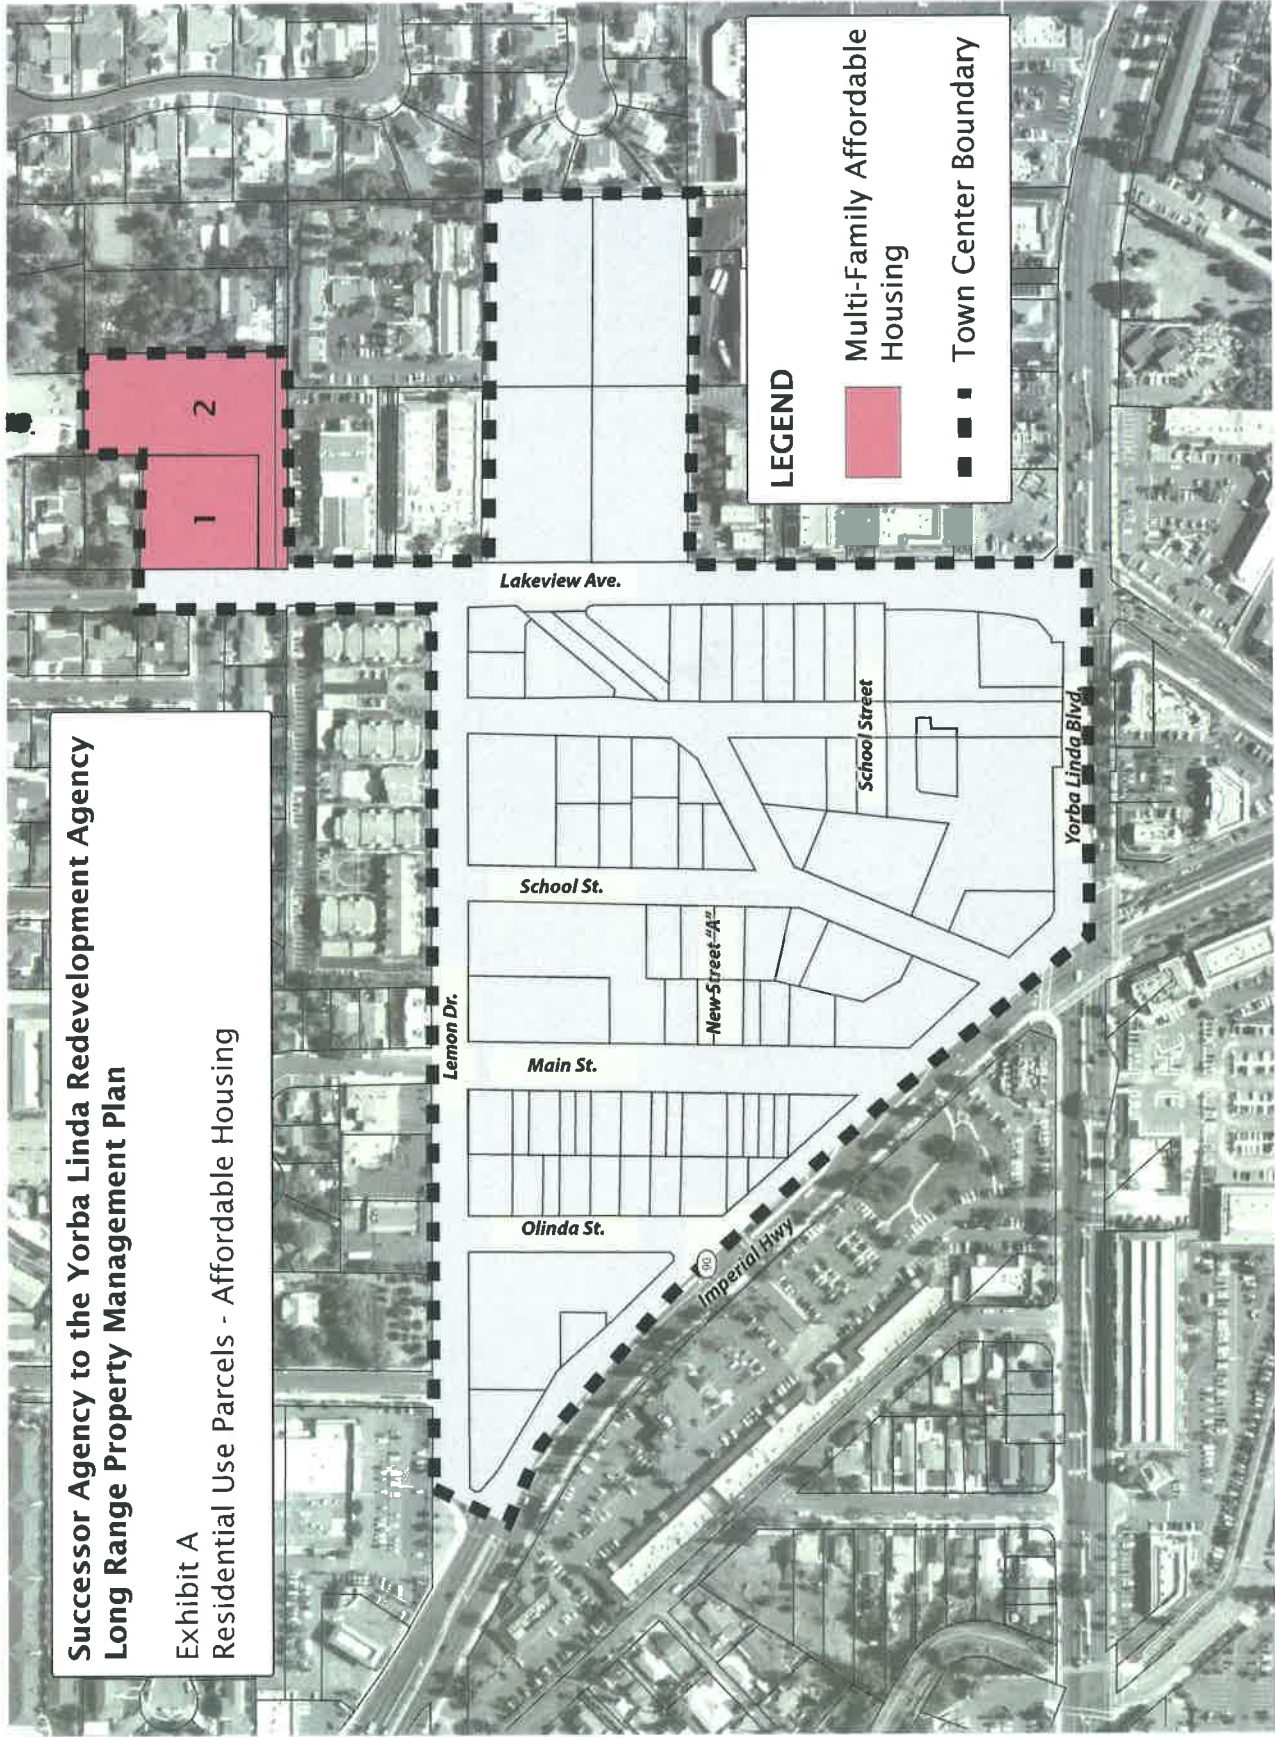 Successor Agency to the Yorba Linda Redevelopment Agency
Long Range Property Management Plan
Exhibit A
Residential Use Parcels - Affordable Housing
1
2
Lakeview Ave.
Lemon Dr.
School St.
School Street
New Street "A"
Main St.
Olinda St.
90
Imperial Hwy
Yorba Linda Blvd.
LEGEND
Multi-Family Affordable
Housing
Town Center Boundary